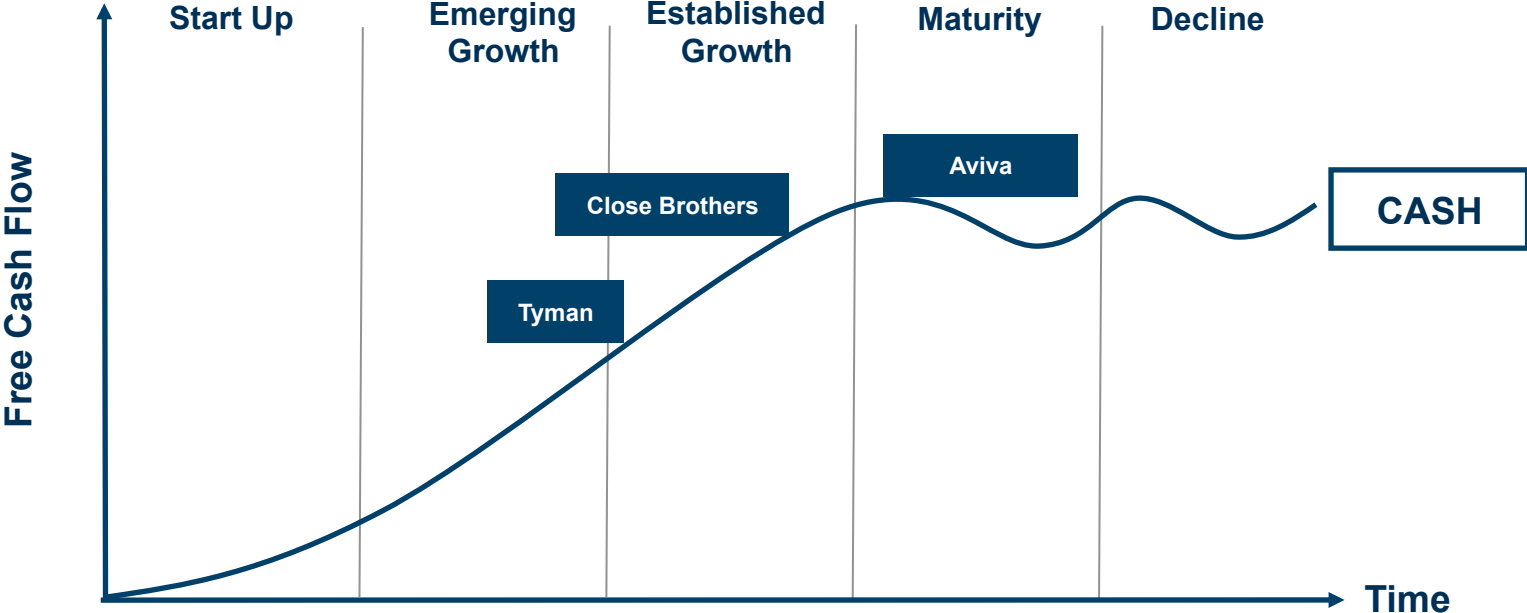 Start Up
Emerging
Growth
Established
Growth
Maturity
Decline
Free Cash Flow
Aviva
Close Brothers
CASH
Tyman
Time